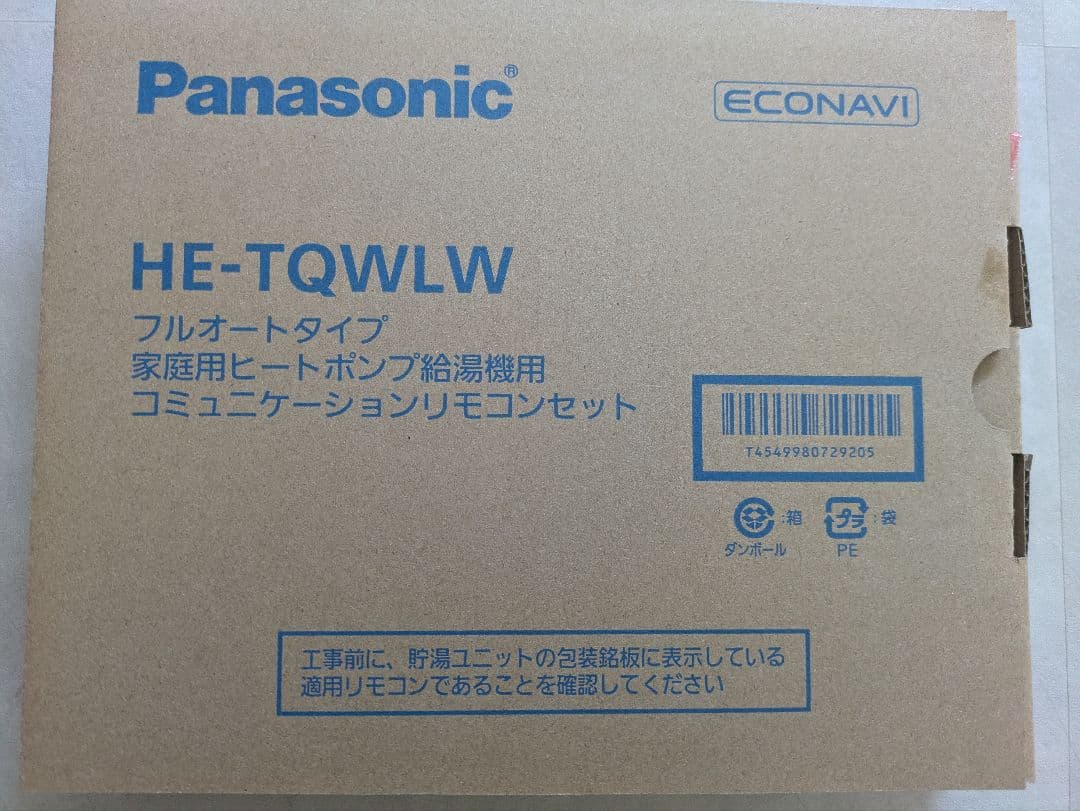 Panasonic®
ECONAVI
HE-TQWLW
フルオートタイプ
家庭用ヒートポンプ給湯機用
コミュニケーションリモコンセット
T4549980729205
:箱
プラ
:袋
ダンボール
PE
工事前に、貯湯ユニットの包装銘板に表示している
適用リモコンであることを確認してください